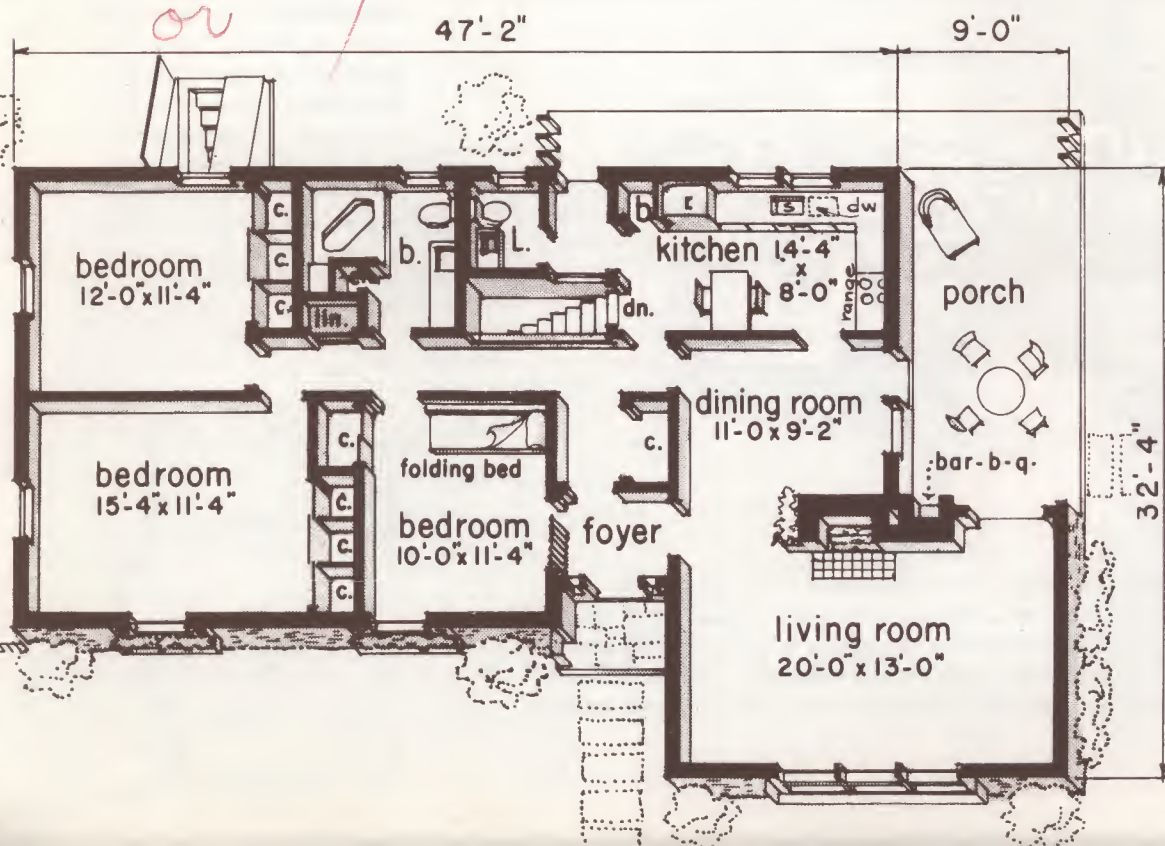 or
47'-2"
9'-0"
c.
c.
c.
bedroom
12'-0"x11'-4"
b.
lin.
L.
b
r
s
dw
kitchen 14'-4"
x
8'-0"
range
dn.
porch
bedroom
15'-4"x11'-4"
c.
c.
c.
c.
folding bed
bedroom
10'-0"x11'-4"
c.
foyer
dining room
11'-0x9'-2"
bar-b-q.
32'-4"
living room
20'-0"x13'-0"